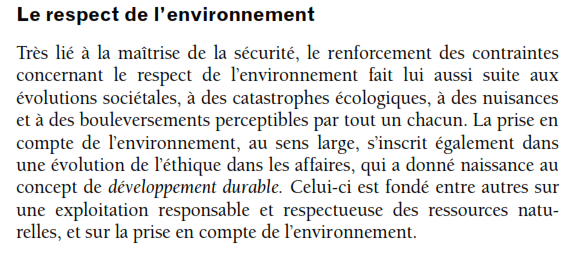 Le respect de l’environnement
Très lié à la maîtrise de la sécurité, le renforcement des contraintes
concernant le respect de l’environnement fait lui aussi suite aux
évolutions sociétales, à des catastrophes écologiques, à des nuisances
et à des bouleversements perceptibles par tout un chacun. La prise en
compte de l’environnement, au sens large, s’inscrit également dans
une évolution de l’éthique dans les affaires, qui a donné naissance au
concept de développement durable. Celui-ci est fondé entre autres sur
une exploitation responsable et respectueuse des ressources natu-
relles, et sur la prise en compte de l’environnement.